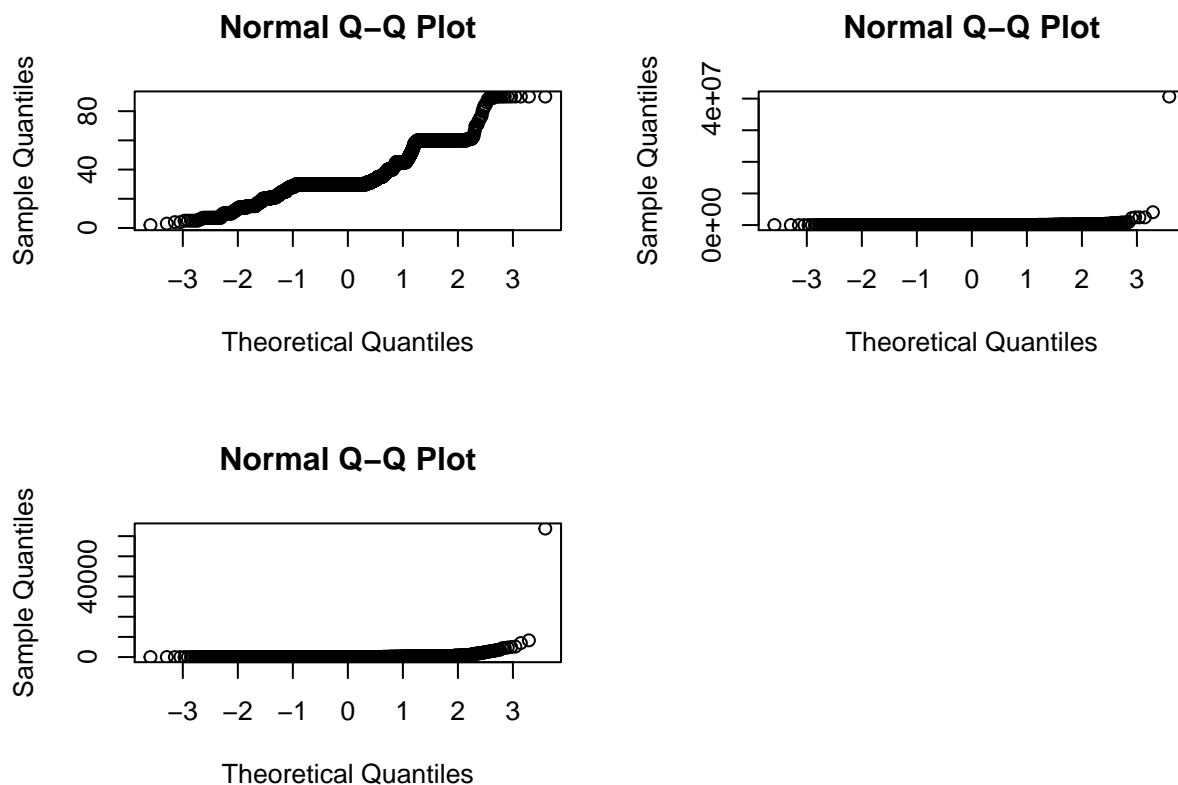 Normal Q−Q Plot
Sample Quantiles
0 40 80
−3 −2 −1 0 1 2 3
Theoretical Quantiles
Normal Q−Q Plot
Sample Quantiles
0e+00 4e+07
−3 −2 −1 0 1 2 3
Theoretical Quantiles
Normal Q−Q Plot
Sample Quantiles
0 40000
−3 −2 −1 0 1 2 3
Theoretical Quantiles